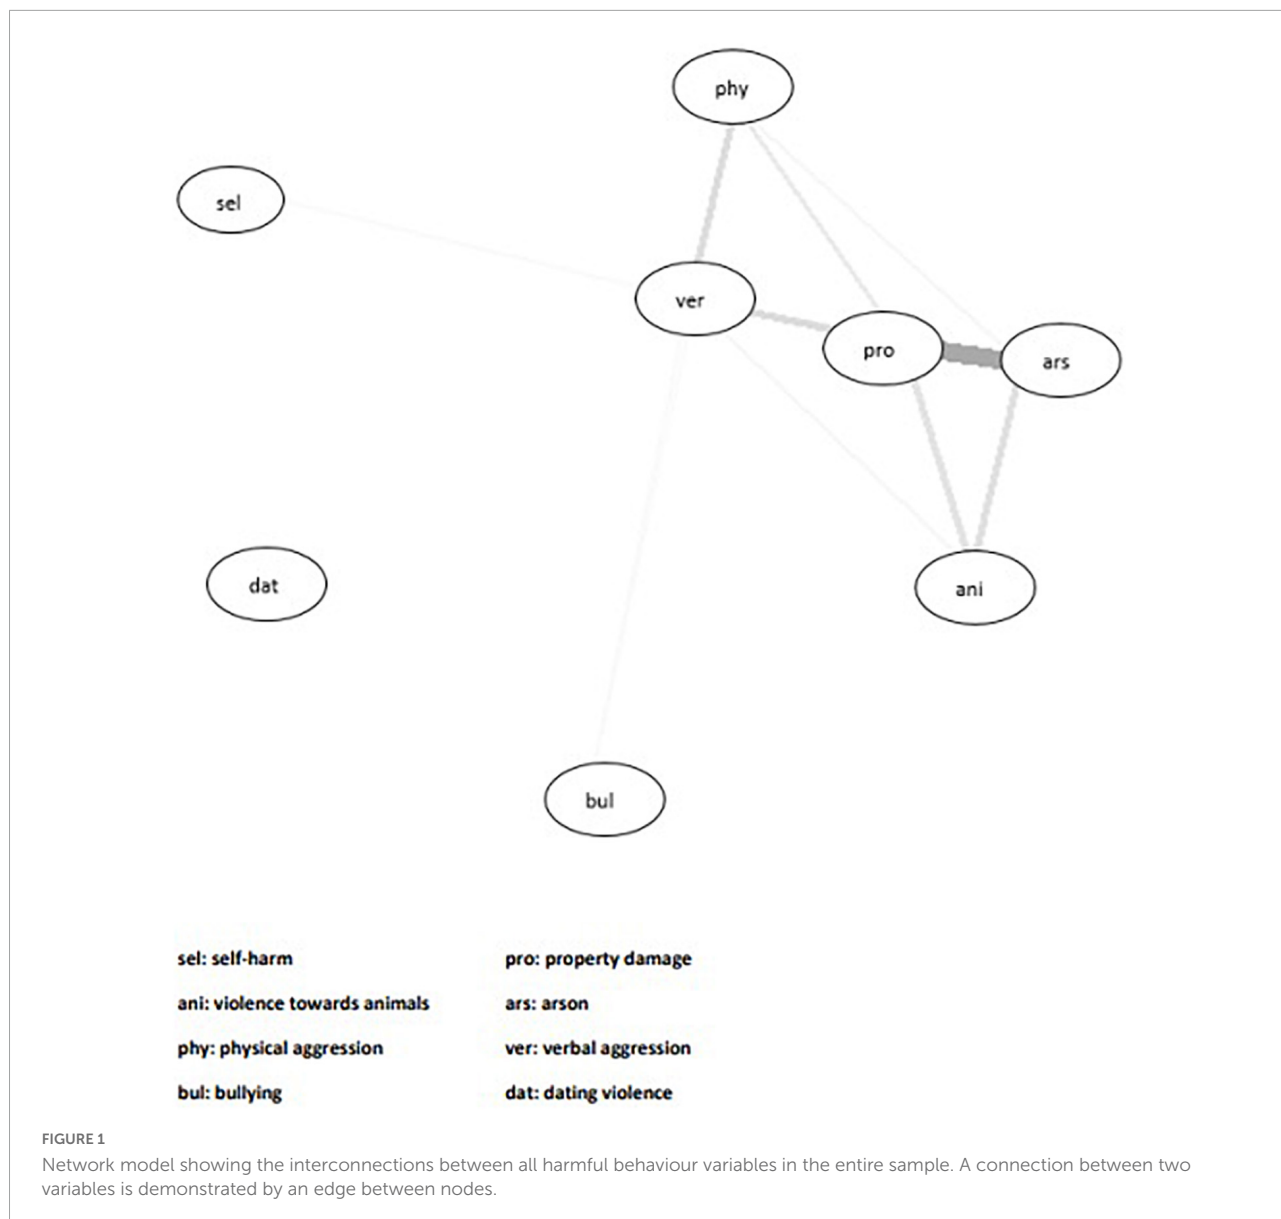 phy
sel
ver
pro
ars
dat
ani
bul
sel: self-harm
pro: property damage
ani: violence towards animals
ars: arson
phy: physical aggression
ver: verbal aggression
bul: bullying
dat: dating violence
FIGURE 1
Network model showing the interconnections between all harmful behaviour variables in the entire sample. A connection between two
variables is demonstrated by an edge between nodes.